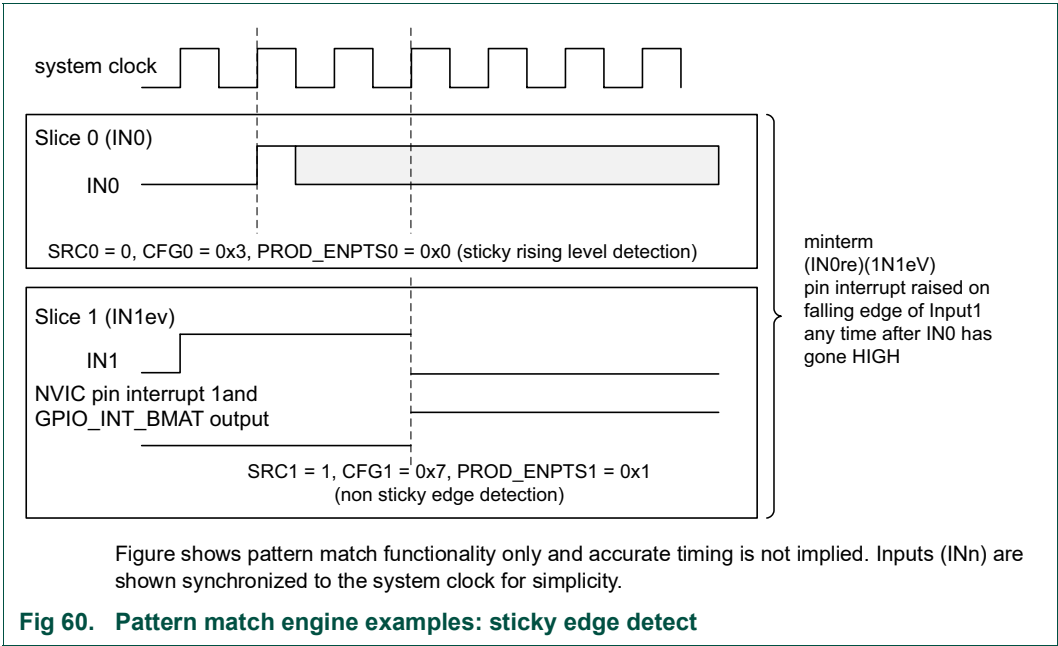 system clock
Slice 0 (IN0)
IN0
SRC0 = 0, CFG0 = 0x3, PROD_ENPTS0 = 0x0 (sticky rising level detection)
Slice 1 (IN1ev)
IN1
NVIC pin interrupt 1and
GPIO_INT_BMAT output
SRC1 = 1, CFG1 = 0x7, PROD_ENPTS1 = 0x1
(non sticky edge detection)
minterm
(IN0re)(1N1eV)
pin interrupt raised on
falling edge of Input1
any time after IN0 has
gone HIGH
Figure shows pattern match functionality only and accurate timing is not implied. Inputs (INn) are
shown synchronized to the system clock for simplicity.
Fig 60. Pattern match engine examples: sticky edge detect